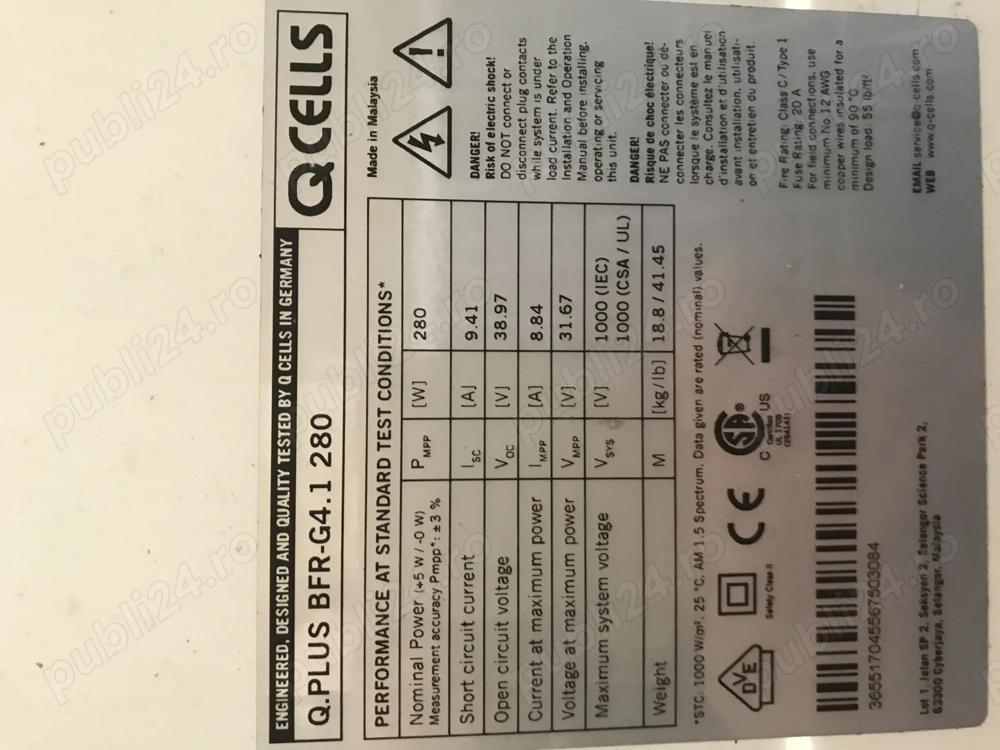 ENGINEERED, DESIGNED AND QUALITY TESTED BY Q CELLS IN GERMANY
Q CELLS
Q.PLUS BFR-G4.1 280
Made in Malaysia
PERFORMANCE AT STANDARD TEST CONDITIONS*
Nominal Power (+5 W / -0 W) PMPP [W] 280
Measurement accuracy Pmpp*: ±3 %
Short circuit current ISC [A] 9.41
Open circuit voltage VOC [V] 38.97
Current at maximum power IMPP [A] 8.84
Voltage at maximum power VMPP [V] 31.67
Maximum system voltage VSYS [V] 1000 (IEC)
1000 (CSA / UL)
Weight M [kg/lb] 18.8 / 41.45
*STC: 1000 W/m², 25 °C, AM 1.5 Spectrum. Data given are rated (nominal) values.
DANGER!
Risk of electric shock!
DO NOT connect or
disconnect plug contacts
while system is under
load current. Refer to the
Installation and Operation
Manual before installing,
operating or servicing
this unit.
DANGER!
Risque de choc électrique!
NE PAS connecter ou dé-
connecter les connecteurs
lorsque le système est en
charge. Consultez le manuel
d'installation et d'utilisation
avant installation, utilisati-
on et entretien du produit.
Fire Rating: Class C / Type 1
Fuse Rating: 20 A
For field connections, use
minimum No. 12 AWG
copper wires insulated for a
minimum of 90 °C
Design load: 55 lb/ft²
EMAIL service@q-cells.com
WEB www.q-cells.com
DVE
Safety Class II
CE
C SA® US
Certified
UL 1703
(264141)
36551704556750З084
Lot 1, Jalan SP 2, Seksyen 2, Selangor Science Park 2,
63300 Cyberjaya, Selangor, Malaysia
publi24.ro